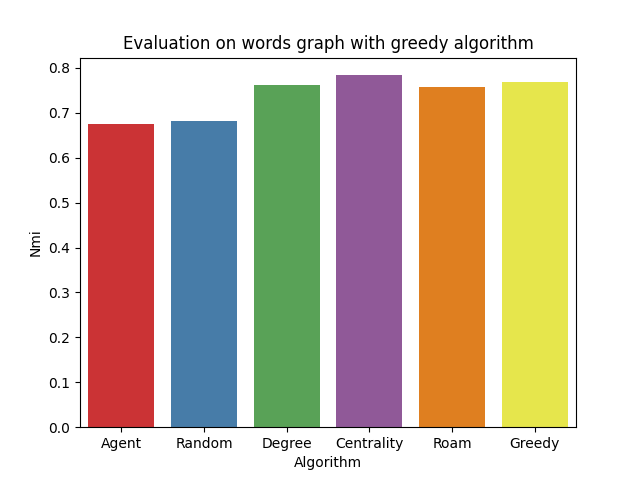 Evaluation on words graph with greedy algorithm
0.8
0.7
0.6
0.5
0.4
0.3
0.2
0.1
0.0
Nmi
Agent Random Degree Centrality Roam Greedy
Algorithm